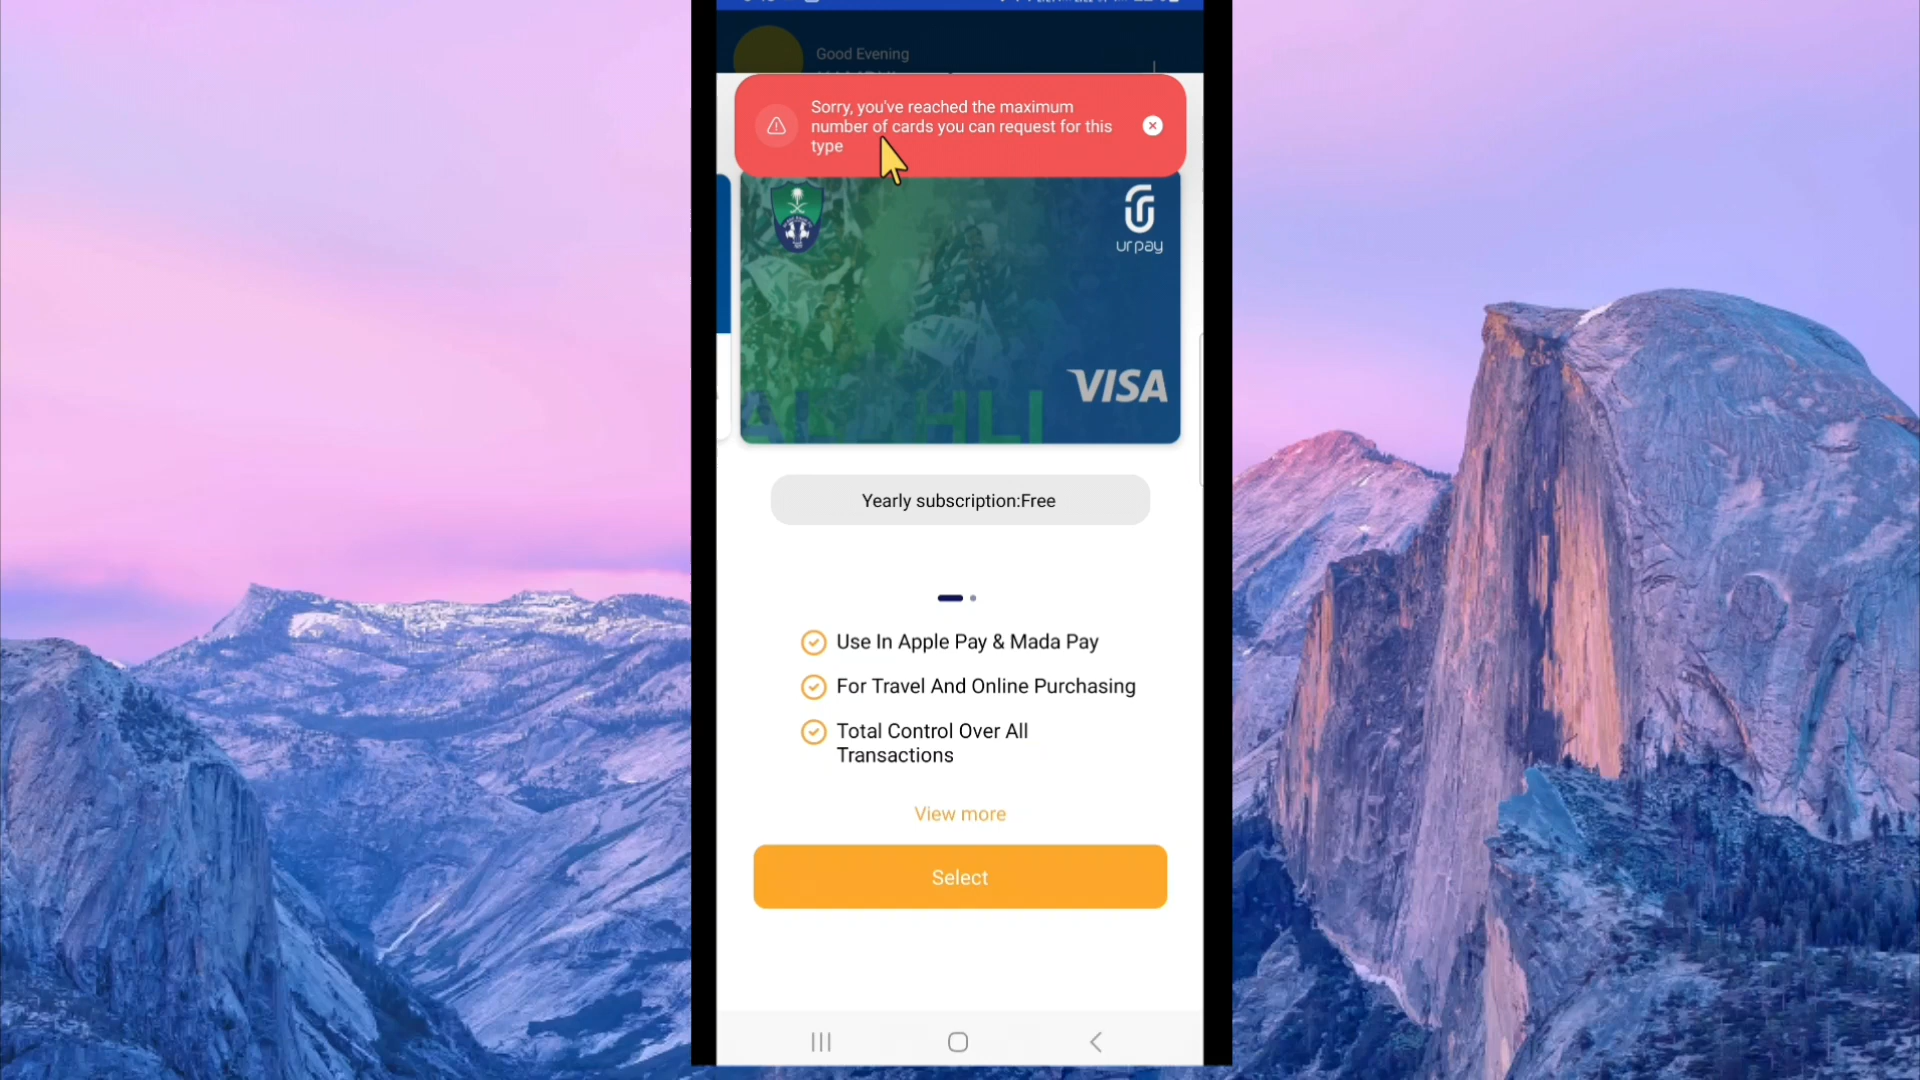 Good Evening
Sorry, you've reached the maximum
number of cards you can request for this
type
urpay
VISA
AL AHLI
Yearly subscription:Free
Use In Apple Pay & Mada Pay
For Travel And Online Purchasing
Total Control Over All
Transactions
View more
Select